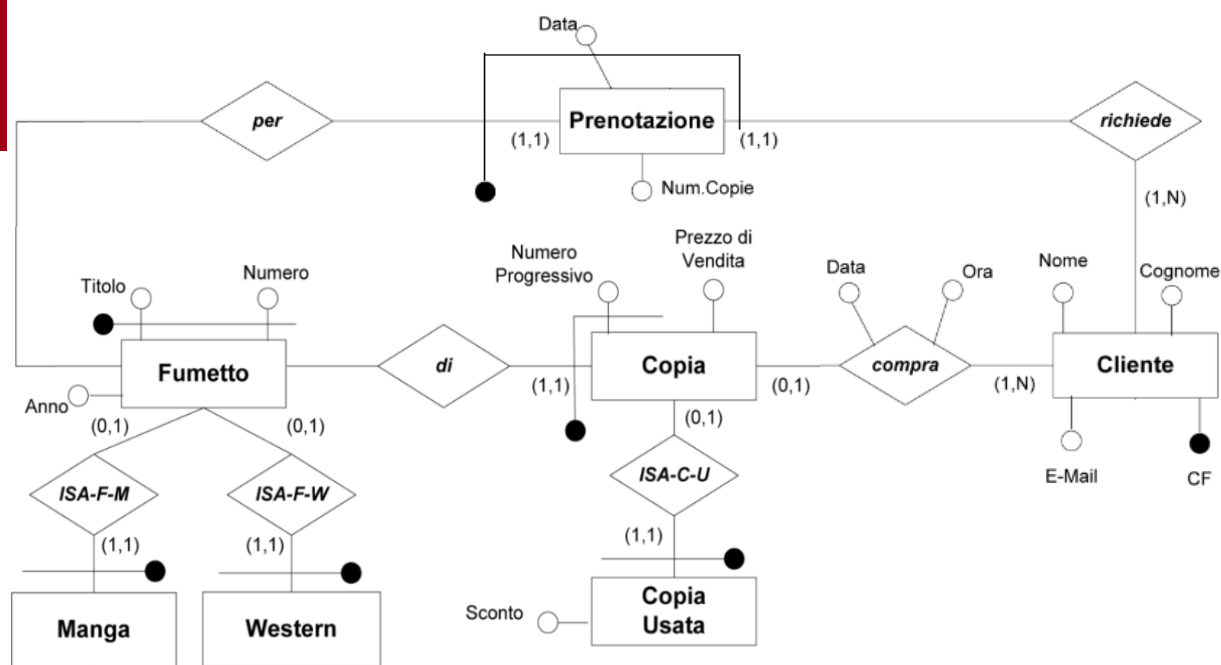 Data
per
Prenotazione
richiede
(1,1)
(1,1)
Num.Copie
(1,N)
Numero
Progressivo
Prezzo di
Vendita
Titolo
Numero
Data
Ora
Nome
Cognome
Fumetto
di
Copia
compra
Cliente
(1,1)
(0,1)
(1,N)
Anno
(0,1)
(0,1)
(0,1)
E-Mail
CF
ISA-F-M
ISA-F-W
ISA-C-U
(1,1)
(1,1)
(1,1)
Manga
Western
Sconto
Copia
Usata